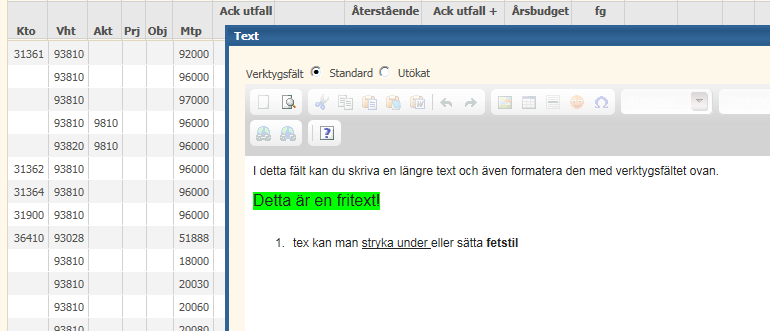 Ack utfall Återstående Ack utfall + Årsbudget fg
Kto Vht Akt Prj Obj Mtp
Text
31361 93810 92000
93810 96000
Verktygsfält Standard Utökat
93810 97000
93810 9810 96000
93820 9810 96000
31362 93810 96000
I detta fält kan du skriva en längre text och även formatera den med verktygsfältet ovan.
31364 93810 96000
Detta är en fritext!
31900 93810 96000
36410 93028 51888
1. tex kan man stryka under eller sätta fetstil
93810 18000
93810 20030
93810 20060
93810 20080